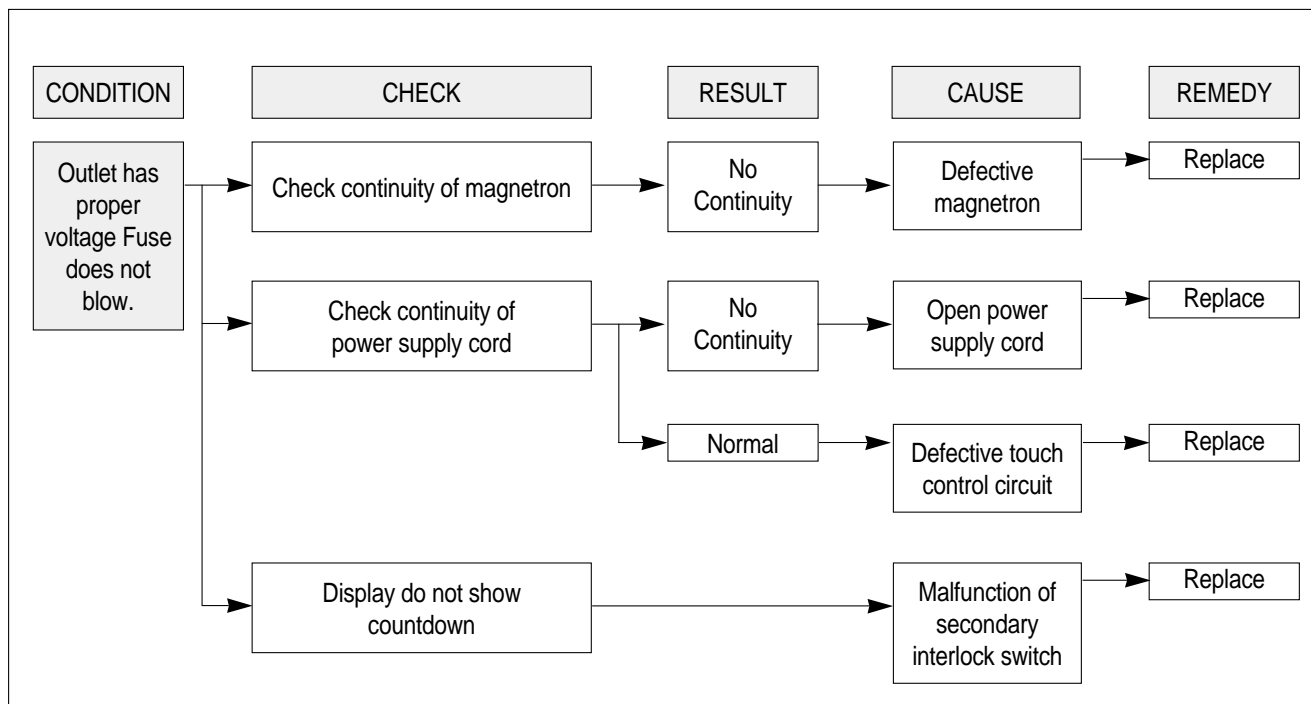 CONDITION
CHECK
RESULT
CAUSE
REMEDY
Outlet has
proper
voltage Fuse
does not
blow.
Check continuity of magnetron
No
Continuity
Defective
magnetron
Replace
Check continuity of
power supply cord
No
Continuity
Open power
supply cord
Replace
Normal
Defective touch
control circuit
Replace
Display do not show
countdown
Malfunction of
secondary
interlock switch
Replace